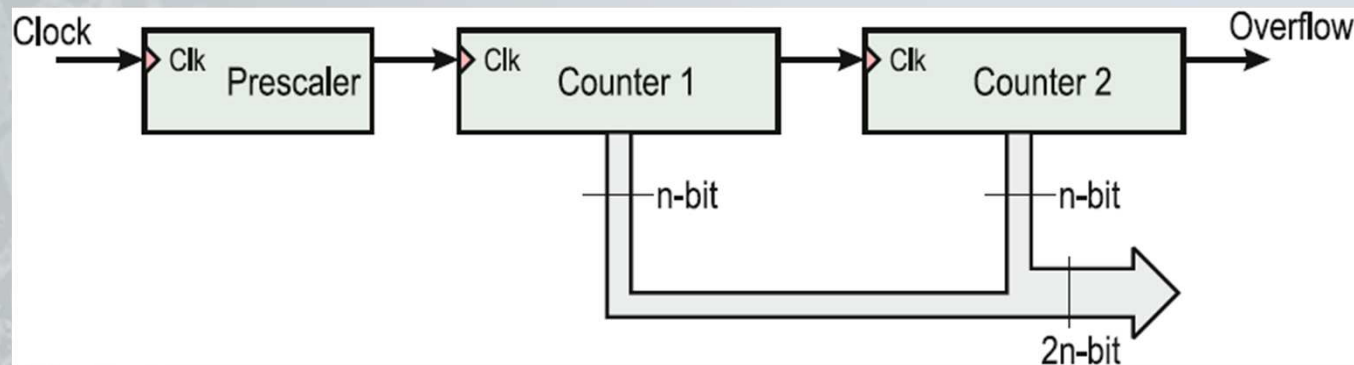 Clock
Overflow
Clk
Prescaler
Clk
Counter 1
Clk
Counter 2
n-bit
n-bit
2n-bit